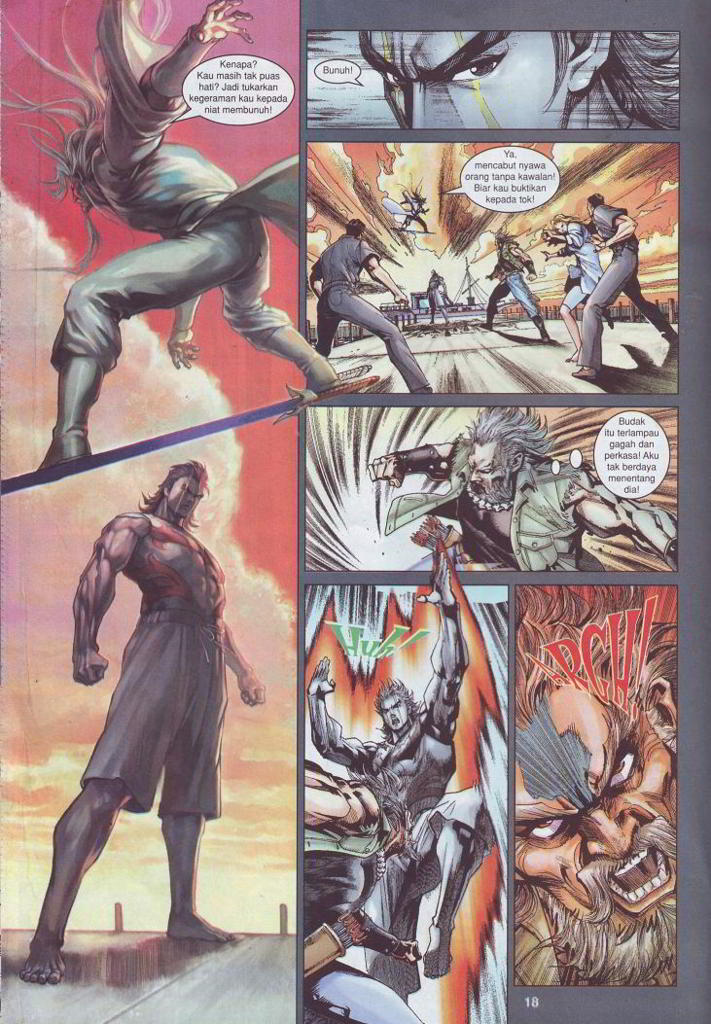 Kenapa?
Kau masih tak puas
hati? Jadi tukarkan
kegeraman kau kepada
niat membunuh!
Bunuh!
Ya,
mencabut nyawa
orang tanpa kawalan!
Biar kau buktikan
kepada tok!
Budak
itu terlampau
gagah dan
perkasa! Aku
tak berdaya
menentang
dia!
Huh!
ARGH!
18